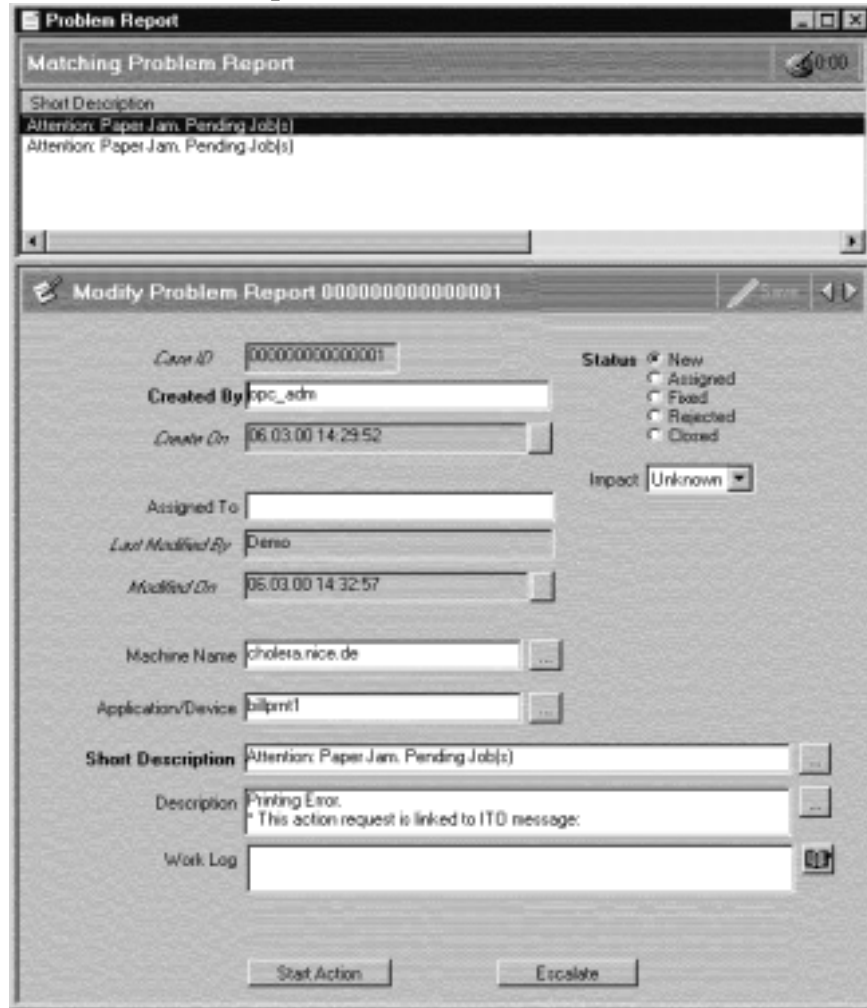 Problem Report
Matching Problem Report
0:00
Short Description
Attention: Paper Jam. Pending Job(s)
Attention: Paper Jam. Pending Job(s)
Modify Problem Report 000000000000001
Save
Case ID 000000000000001
Status New
Assigned
Fixed
Rejected
Closed
Created By opc_adm
Create On 06.03.00 14:29:52
Impact Unknown
Assigned To
Last Modified By Demo
Modified On 06.03.00 14:32:57
Machine Name cholera.nice.de ...
Application/Device billprnt1 ...
Short Description Attention: Paper Jam. Pending Job(s) ...
Description Printing Error. ...
* This action request is linked to ITO message:
Work Log
Start Action Escalate